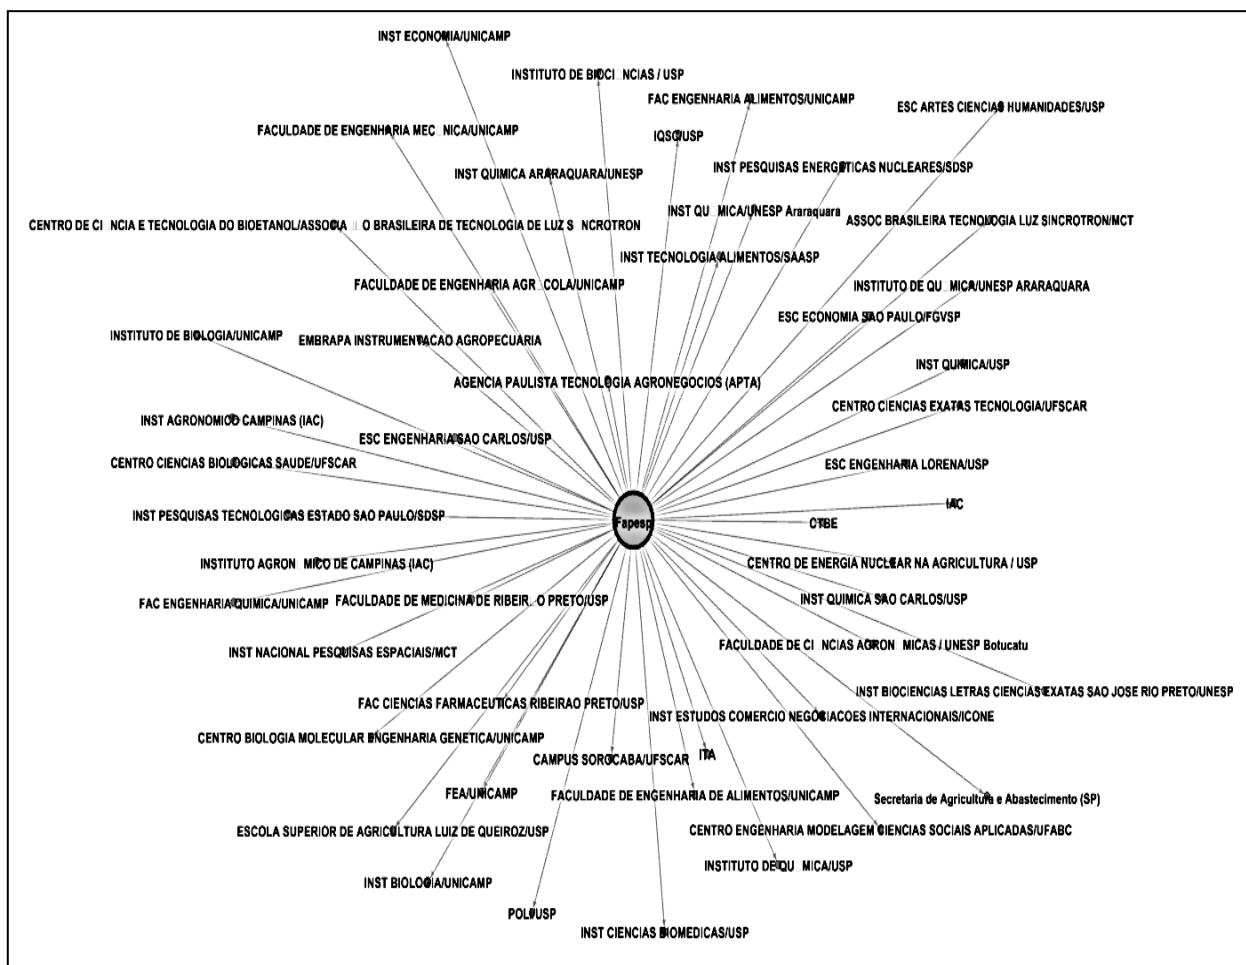 INST ECONOMIA/UNICAMP
INSTITUTO DE BIOCI NCIAS / USP
FAC ENGENHARIA ALIMENTOS/UNICAMP
ESC ARTES CIENCIAS HUMANIDADES/USP
FACULDADE DE ENGENHARIA MEC NICA/UNICAMP
IQSC/USP
INST QUIMICA ARARAQUARA/UNESP
INST PESQUISAS ENERGETICAS NUCLEARES/SDSP
INST QU MICA/UNESP Araraquara
ASSOC BRASILEIRA TECNOLOGIA LUZ SINCROTRON/MCT
CENTRO DE CI NCIA E TECNOLOGIA DO BIOETANOL/ASSOCIA O BRASILEIRA DE TECNOLOGIA DE LUZ S NCROTRON
INST TECNOLOGIA ALIMENTOS/SAASP
FACULDADE DE ENGENHARIA AGR COLA/UNICAMP
INSTITUTO DE QU MICA/UNESP ARARAQUARA
ESC ECONOMIA SAO PAULO/FGVSP
INSTITUTO DE BIOLOGIA/UNICAMP
EMBRAPA INSTRUMENTACAO AGROPECUARIA
INST QUIMICA/USP
AGENCIA PAULISTA TECNOLOGIA AGRONEGOCIOS (APTA)
CENTRO CIENCIAS EXATAS TECNOLOGIA/UFSCAR
INST AGRONOMICO CAMPINAS (IAC)
ESC ENGENHARIA SAO CARLOS/USP
CENTRO CIENCIAS BIOLOGICAS SAUDE/UFSCAR
ESC ENGENHARIA LORENA/USP
IAC
INST PESQUISAS TECNOLOGICAS ESTADO SAO PAULO/SDSP
Fapesp
CTBE
INSTITUTO AGRON MICO DE CAMPINAS (IAC)
CENTRO DE ENERGIA NUCLEAR NA AGRICULTURA / USP
FAC ENGENHARIA QUIMICA/UNICAMP
FACULDADE DE MEDICINA DE RIBEIR O PRETO/USP
INST QUIMICA SAO CARLOS/USP
INST NACIONAL PESQUISAS ESPACIAIS/MCT
FACULDADE DE CI NCIAS AGRON MICAS / UNESP Botucatu
INST BIOCIENCIAS LETRAS CIENCIAS EXATAS SAO JOSE RIO PRETO/UNESP
FAC CIENCIAS FARMACEUTICAS RIBEIRAO PRETO/USP
INST ESTUDOS COMERCIO NEGOCIACOES INTERNACIONAIS/ICONE
CENTRO BIOLOGIA MOLECULAR ENGENHARIA GENETICA/UNICAMP
CAMPUS SOROCABA/UFSCAR
ITA
FEA/UNICAMP
FACULDADE DE ENGENHARIA DE ALIMENTOS/UNICAMP
Secretaria de Agricultura e Abastecimento (SP)
ESCOLA SUPERIOR DE AGRICULTURA LUIZ DE QUEIROZ/USP
CENTRO ENGENHARIA MODELAGEM CIENCIAS SOCIAIS APLICADAS/UFABC
INSTITUTO DE QU MICA/USP
INST BIOLOGIA/UNICAMP
POLI/USP
INST CIENCIAS BIOMEDICAS/USP